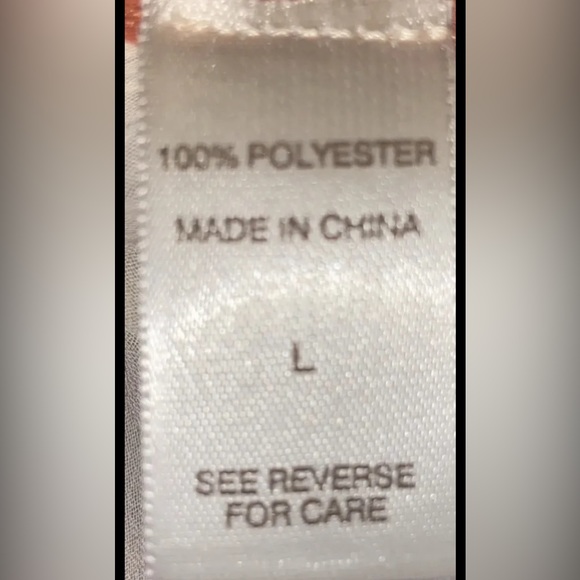 100% POLYESTER
MADE IN CHINA
L
SEE REVERSE
FOR CARE